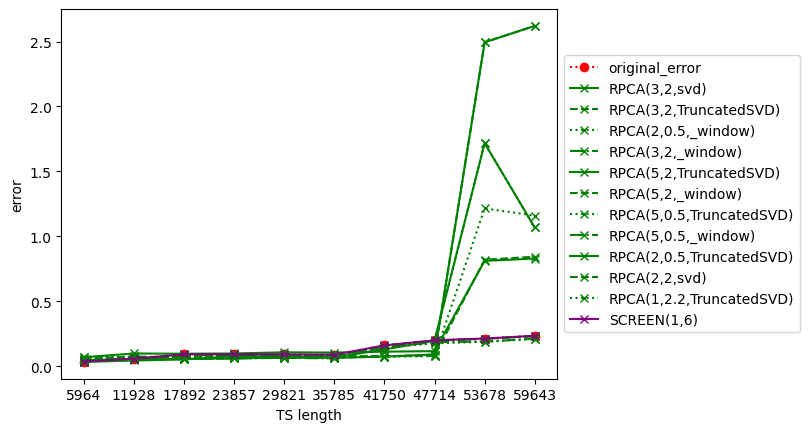 2.5
2.0
1.5
1.0
0.5
0.0
error
5964 11928 17892 23857 29821 35785 41750 47714 53678 59643
TS length
original_error
RPCA(3,2,svd)
RPCA(3,2,TruncatedSVD)
RPCA(2,0.5,_window)
RPCA(3,2,_window)
RPCA(5,2,TruncatedSVD)
RPCA(5,2,_window)
RPCA(5,0.5,TruncatedSVD)
RPCA(5,0.5,_window)
RPCA(2,0.5,TruncatedSVD)
RPCA(2,2,svd)
RPCA(1,2.2,TruncatedSVD)
SCREEN(1,6)